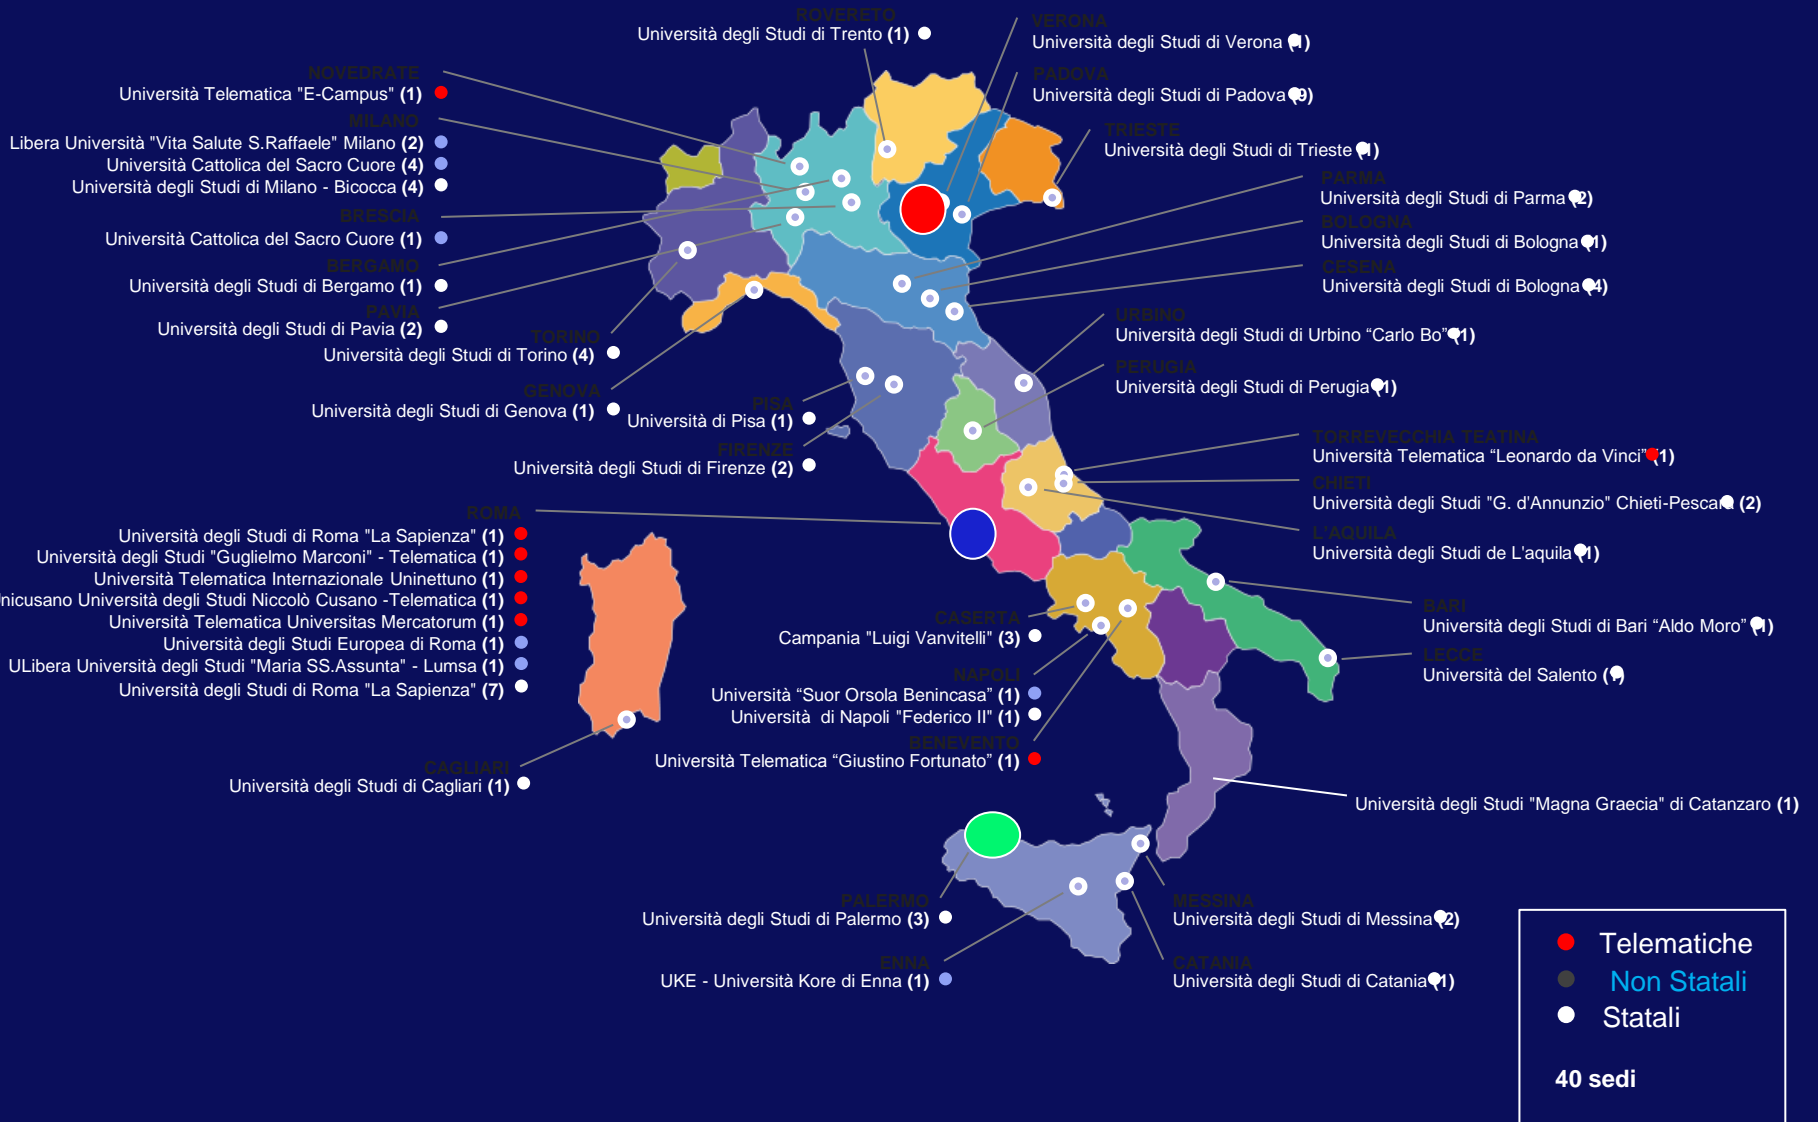 ROVERETO
Università degli Studi di Trento (1)
VERONA
Università degli Studi di Verona (1)
NOVEDRATE
Università Telematica "E-Campus" (1)
PADOVA
Università degli Studi di Padova (9)
MILANO
Libera Università "Vita Salute S.Raffaele" Milano (2)
Università Cattolica del Sacro Cuore (4)
Università degli Studi di Milano - Bicocca (4)
TRIESTE
Università degli Studi di Trieste (1)
BRESCIA
Università Cattolica del Sacro Cuore (1)
PARMA
Università degli Studi di Parma (2)
BERGAMO
Università degli Studi di Bergamo (1)
BOLOGNA
Università degli Studi di Bologna (1)
PAVIA
Università degli Studi di Pavia (2)
CESENA
Università degli Studi di Bologna (4)
TORINO
Università degli Studi di Torino (4)
URBINO
Università degli Studi di Urbino “Carlo Bo” (1)
GENOVA
Università degli Studi di Genova (1)
PERUGIA
Università degli Studi di Perugia (1)
PISA
Università di Pisa (1)
FIRENZE
Università degli Studi di Firenze (2)
TORREVECCHIA TEATINA
Università Telematica “Leonardo da Vinci” (1)
CHIETI
Università degli Studi "G. d'Annunzio" Chieti-Pescara (2)
L'AQUILA
Università degli Studi de L'aquila (1)
ROMA
Università degli Studi di Roma "La Sapienza" (1)
Università degli Studi "Guglielmo Marconi" - Telematica (1)
Università Telematica Internazionale Uninettuno (1)
nicusano Università degli Studi Niccolò Cusano -Telematica (1)
Università Telematica Universitas Mercatorum (1)
Università degli Studi Europea di Roma (1)
ULibera Università degli Studi "Maria SS.Assunta" - Lumsa (1)
Università degli Studi di Roma "La Sapienza" (7)
CASERTA
Campania "Luigi Vanvitelli" (3)
BARI
Università degli Studi di Bari “Aldo Moro” (1)
NAPOLI
Università “Suor Orsola Benincasa” (1)
Università di Napoli "Federico II" (1)
LECCE
Università del Salento
BENEVENTO
Università Telematica “Giustino Fortunato” (1)
CAGLIARI
Università degli Studi di Cagliari (1)
Università degli Studi "Magna Graecia" di Catanzaro (1)
PALERMO
Università degli Studi di Palermo (3)
MESSINA
Università degli Studi di Messina (2)
ENNA
UKE - Università Kore di Enna (1)
CATANIA
Università degli Studi di Catania (1)
Telematiche
Non Statali
Statali
40 sedi